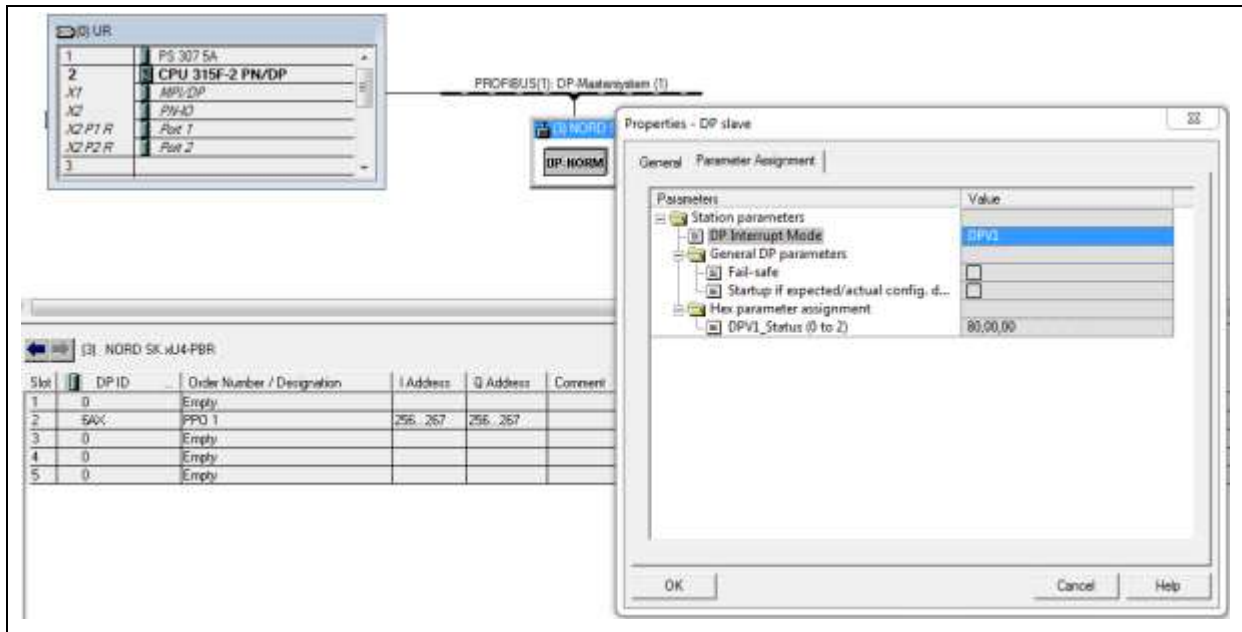 (0) UR
1 PS 307 5A
2 CPU 315F-2 PN/DP
X1 MPI/DP
X2 PN-IO
X2 P1 R Port 1
X2 P2 R Port 2
3
PROFIBUS(1): DP-Mastersystem (1)
(3) NORD
DP-NORM
Properties - DP slave
General Parameter Assignment
Parameters Value
Station parameters
DP Interrupt Mode DPV1
General DP parameters
Fail-safe
Startup if expected/actual config. d...
Hex parameter assignment
DPV1_Status (0 to 2) 80,00,00
OK Cancel Help
(3) NORD SK xU4-PBR
Slot DP ID ... Order Number / Designation I Address Q Address Comment
1 0 Empty
2 6AX PPO 1 256...267 256...267
3 0 Empty
4 0 Empty
5 0 Empty